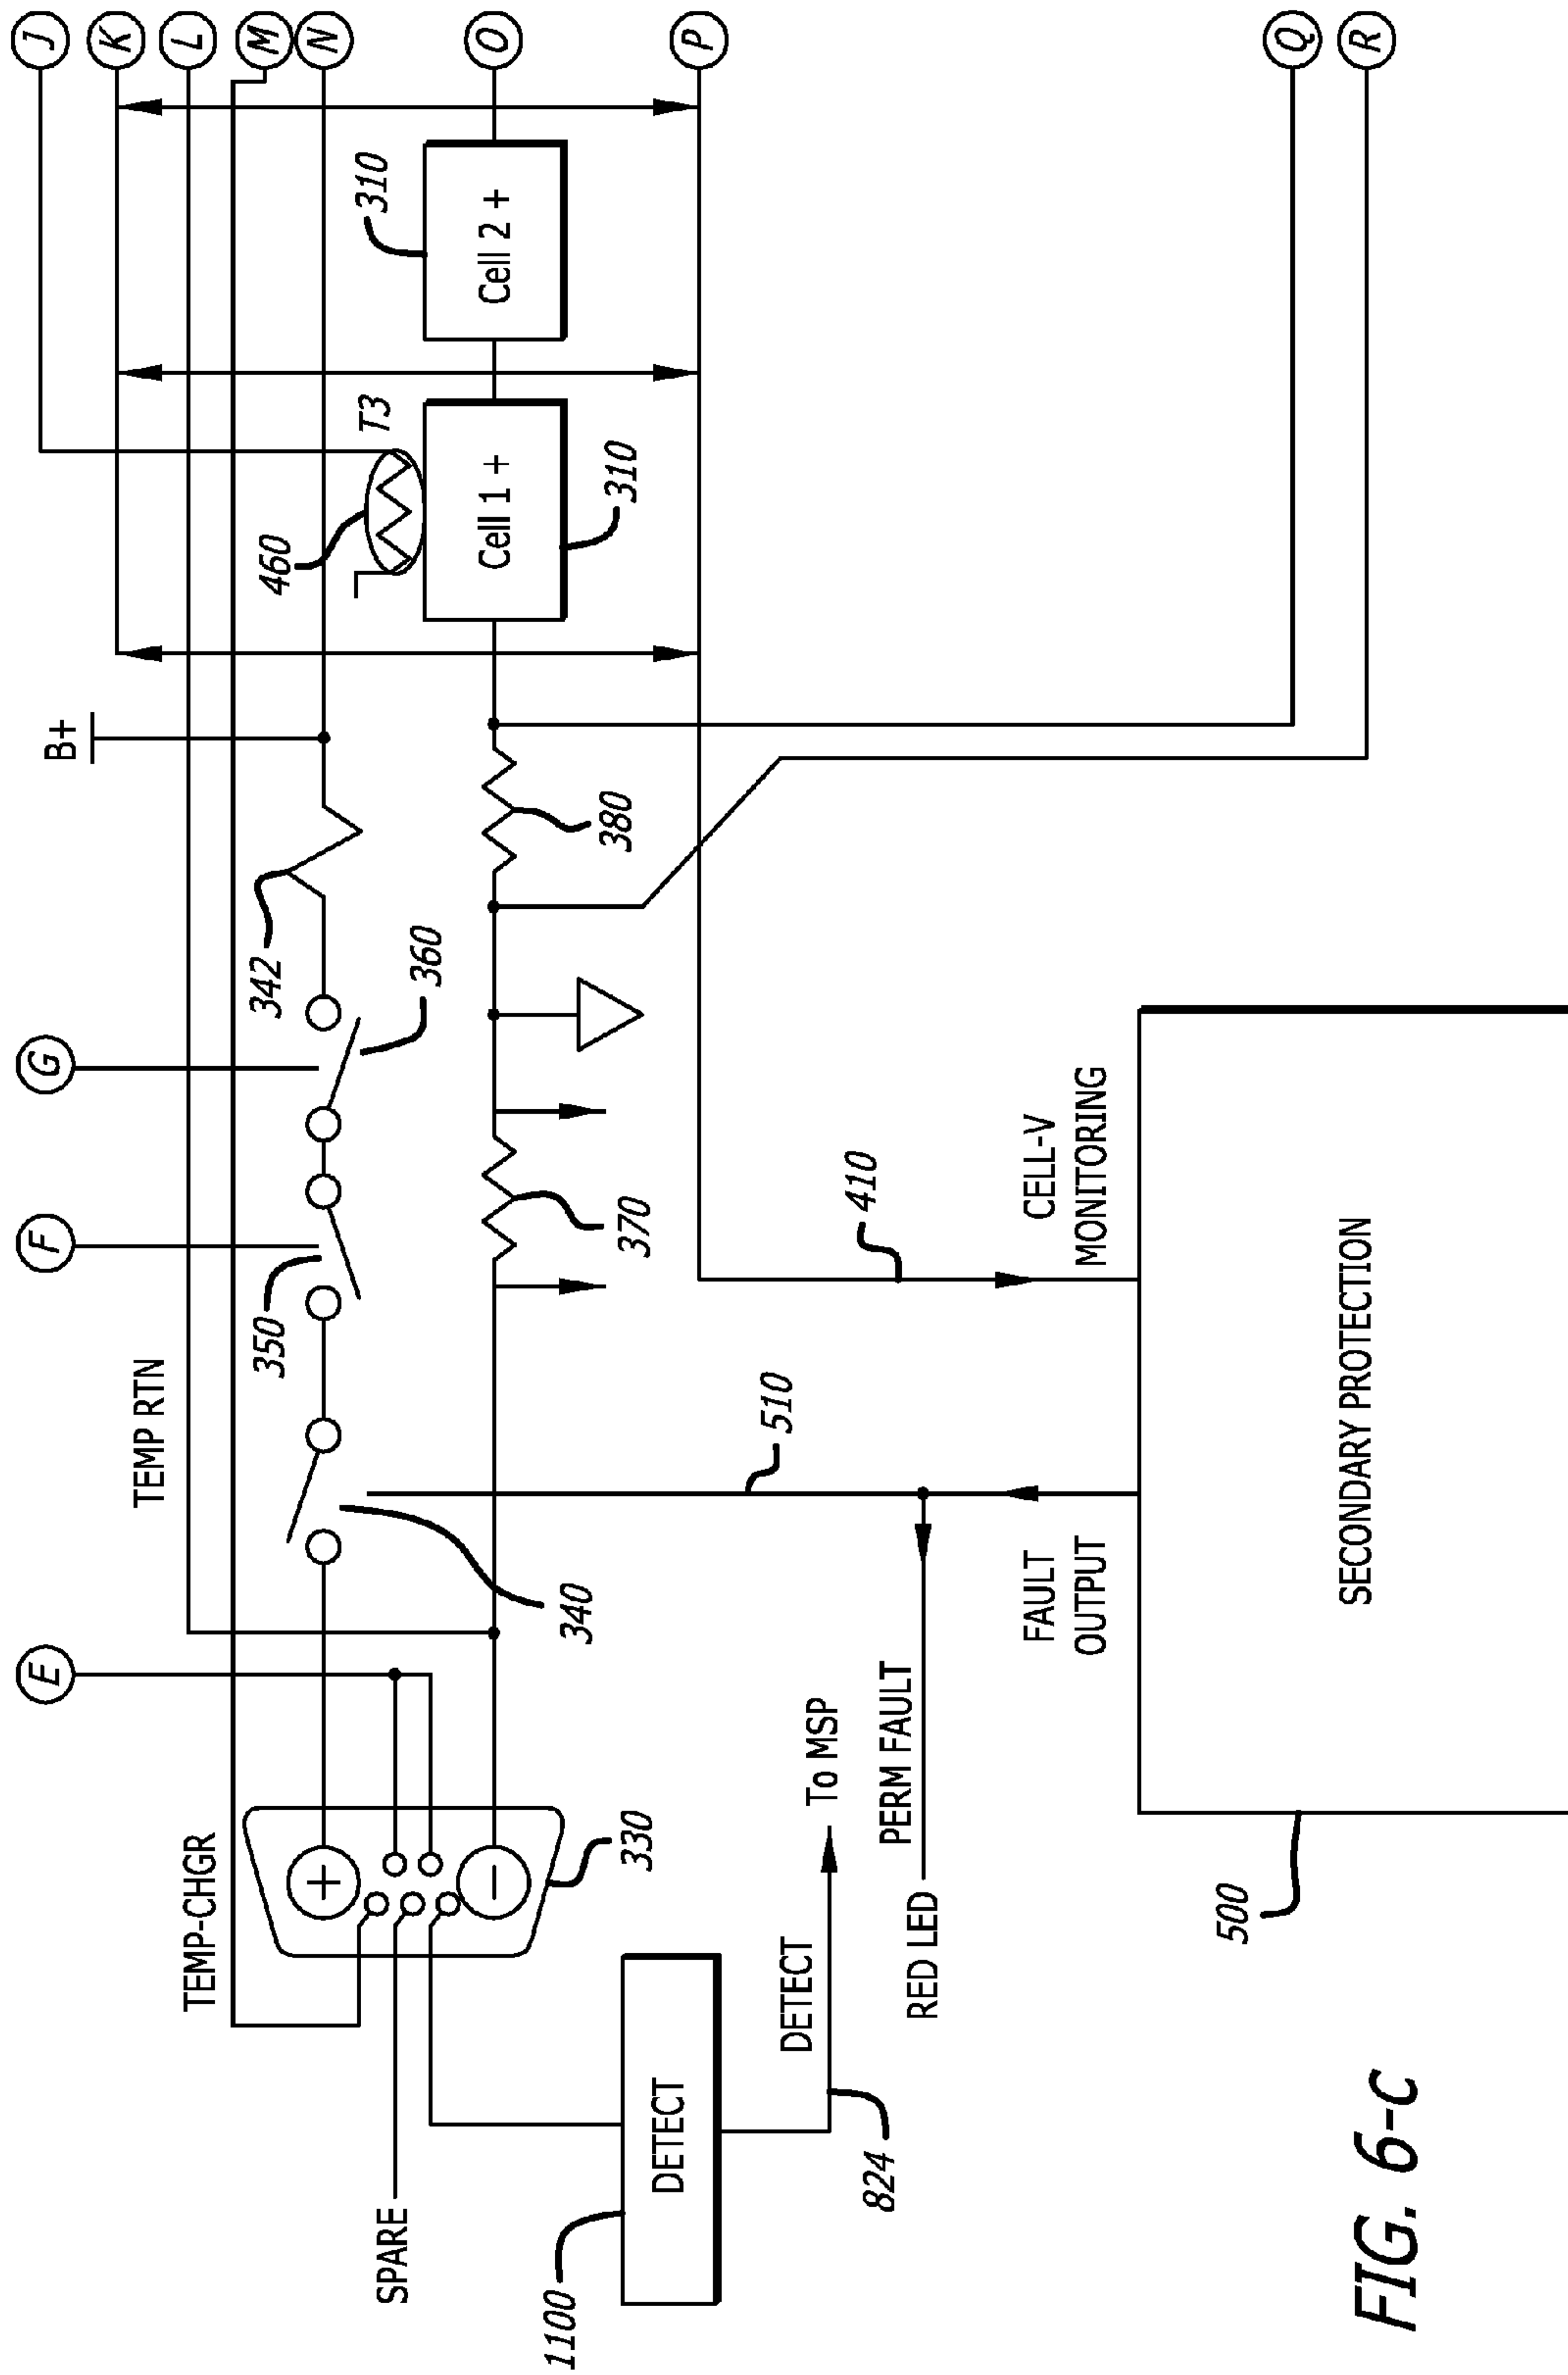 E
F
G
J
K
L
M
N
O
P
Q
R
TEMP-CHGR
TEMP RTN
B+
342
350
360
340
460
T3
310
Cell 1 +
310
Cell 2 +
310
380
370
330
SPARE
1100
DETECT
DETECT
To MSP
824
PERM FAULT
RED LED
510
410
FAULT
OUTPUT
CELL-V
MONITORING
500
SECONDARY PROTECTION
FIG. 6-C